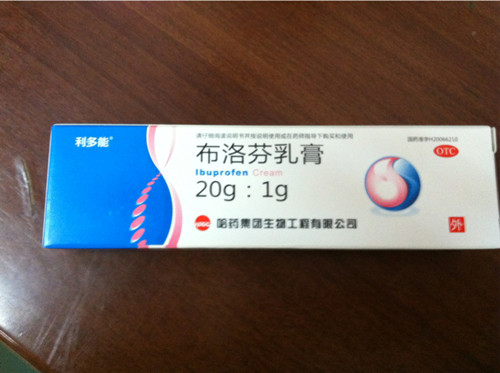 利多能®
请仔细阅读说明书并按说明使用或在药师指导下购买和使用
国药准字H20066210
布洛芬乳膏
OTC
Ibuprofen Cream
20g:1g
外
哈药集团生物工程有限公司